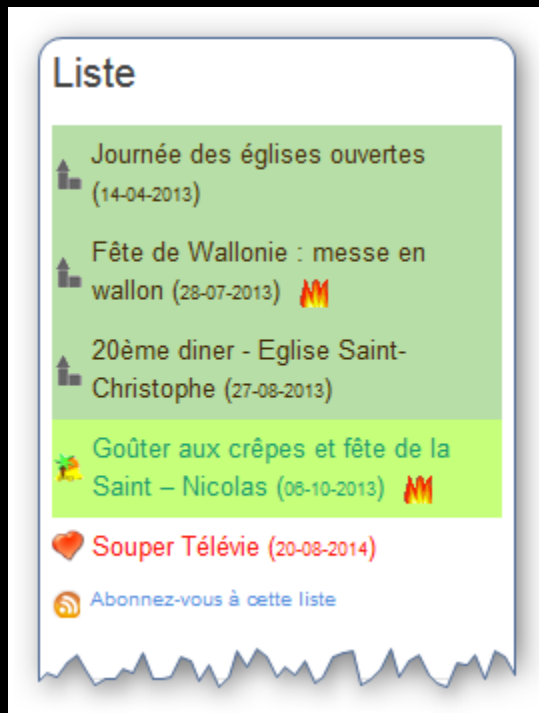 Liste
Journée des églises ouvertes
(14-04-2013)
Fête de Wallonie : messe en
wallon (28-07-2013)
20ème diner - Eglise Saint-
Christophe (27-08-2013)
Goûter aux crêpes et fête de la
Saint – Nicolas (06-10-2013)
Souper Télévie (20-08-2014)
Abonnez-vous à cette liste